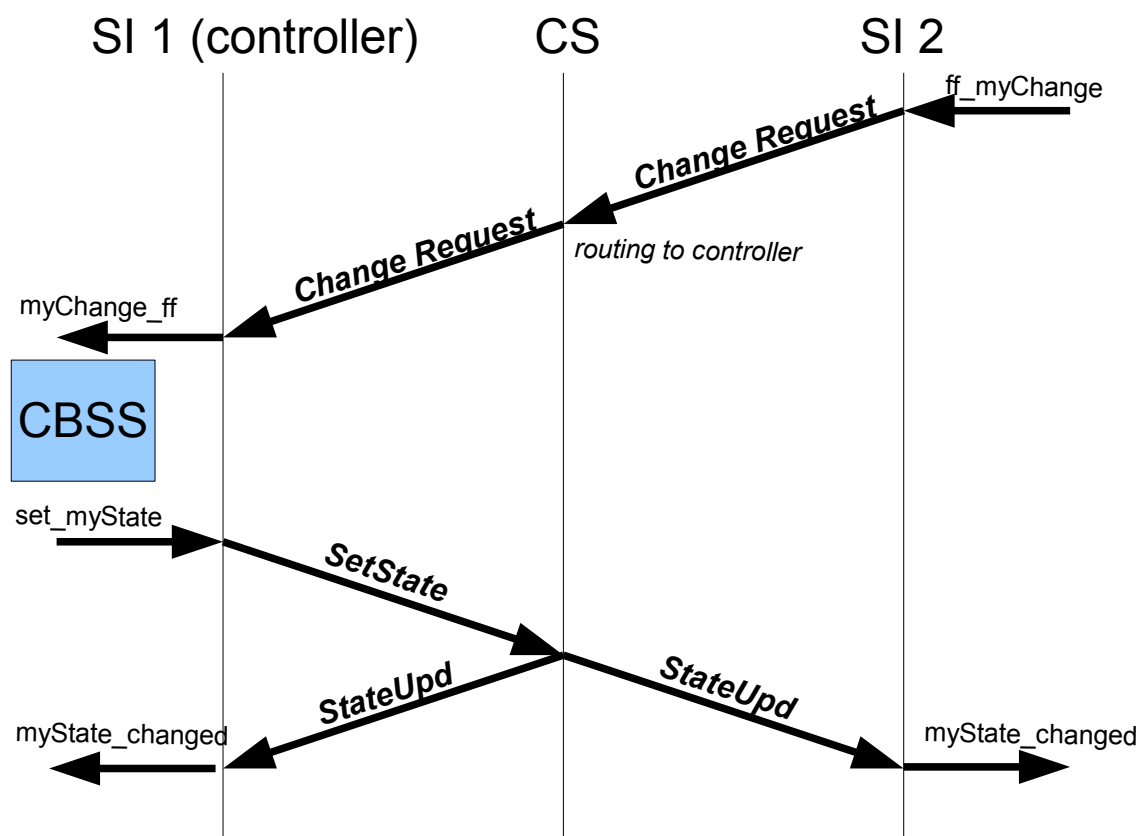 SI 1 (controller)
CS
SI 2
ff_myChange
Change Request
Change Request
routing to controller
myChange_ff
CBSS
set_myState
SetState
StateUpd
StateUpd
myState_changed
myState_changed